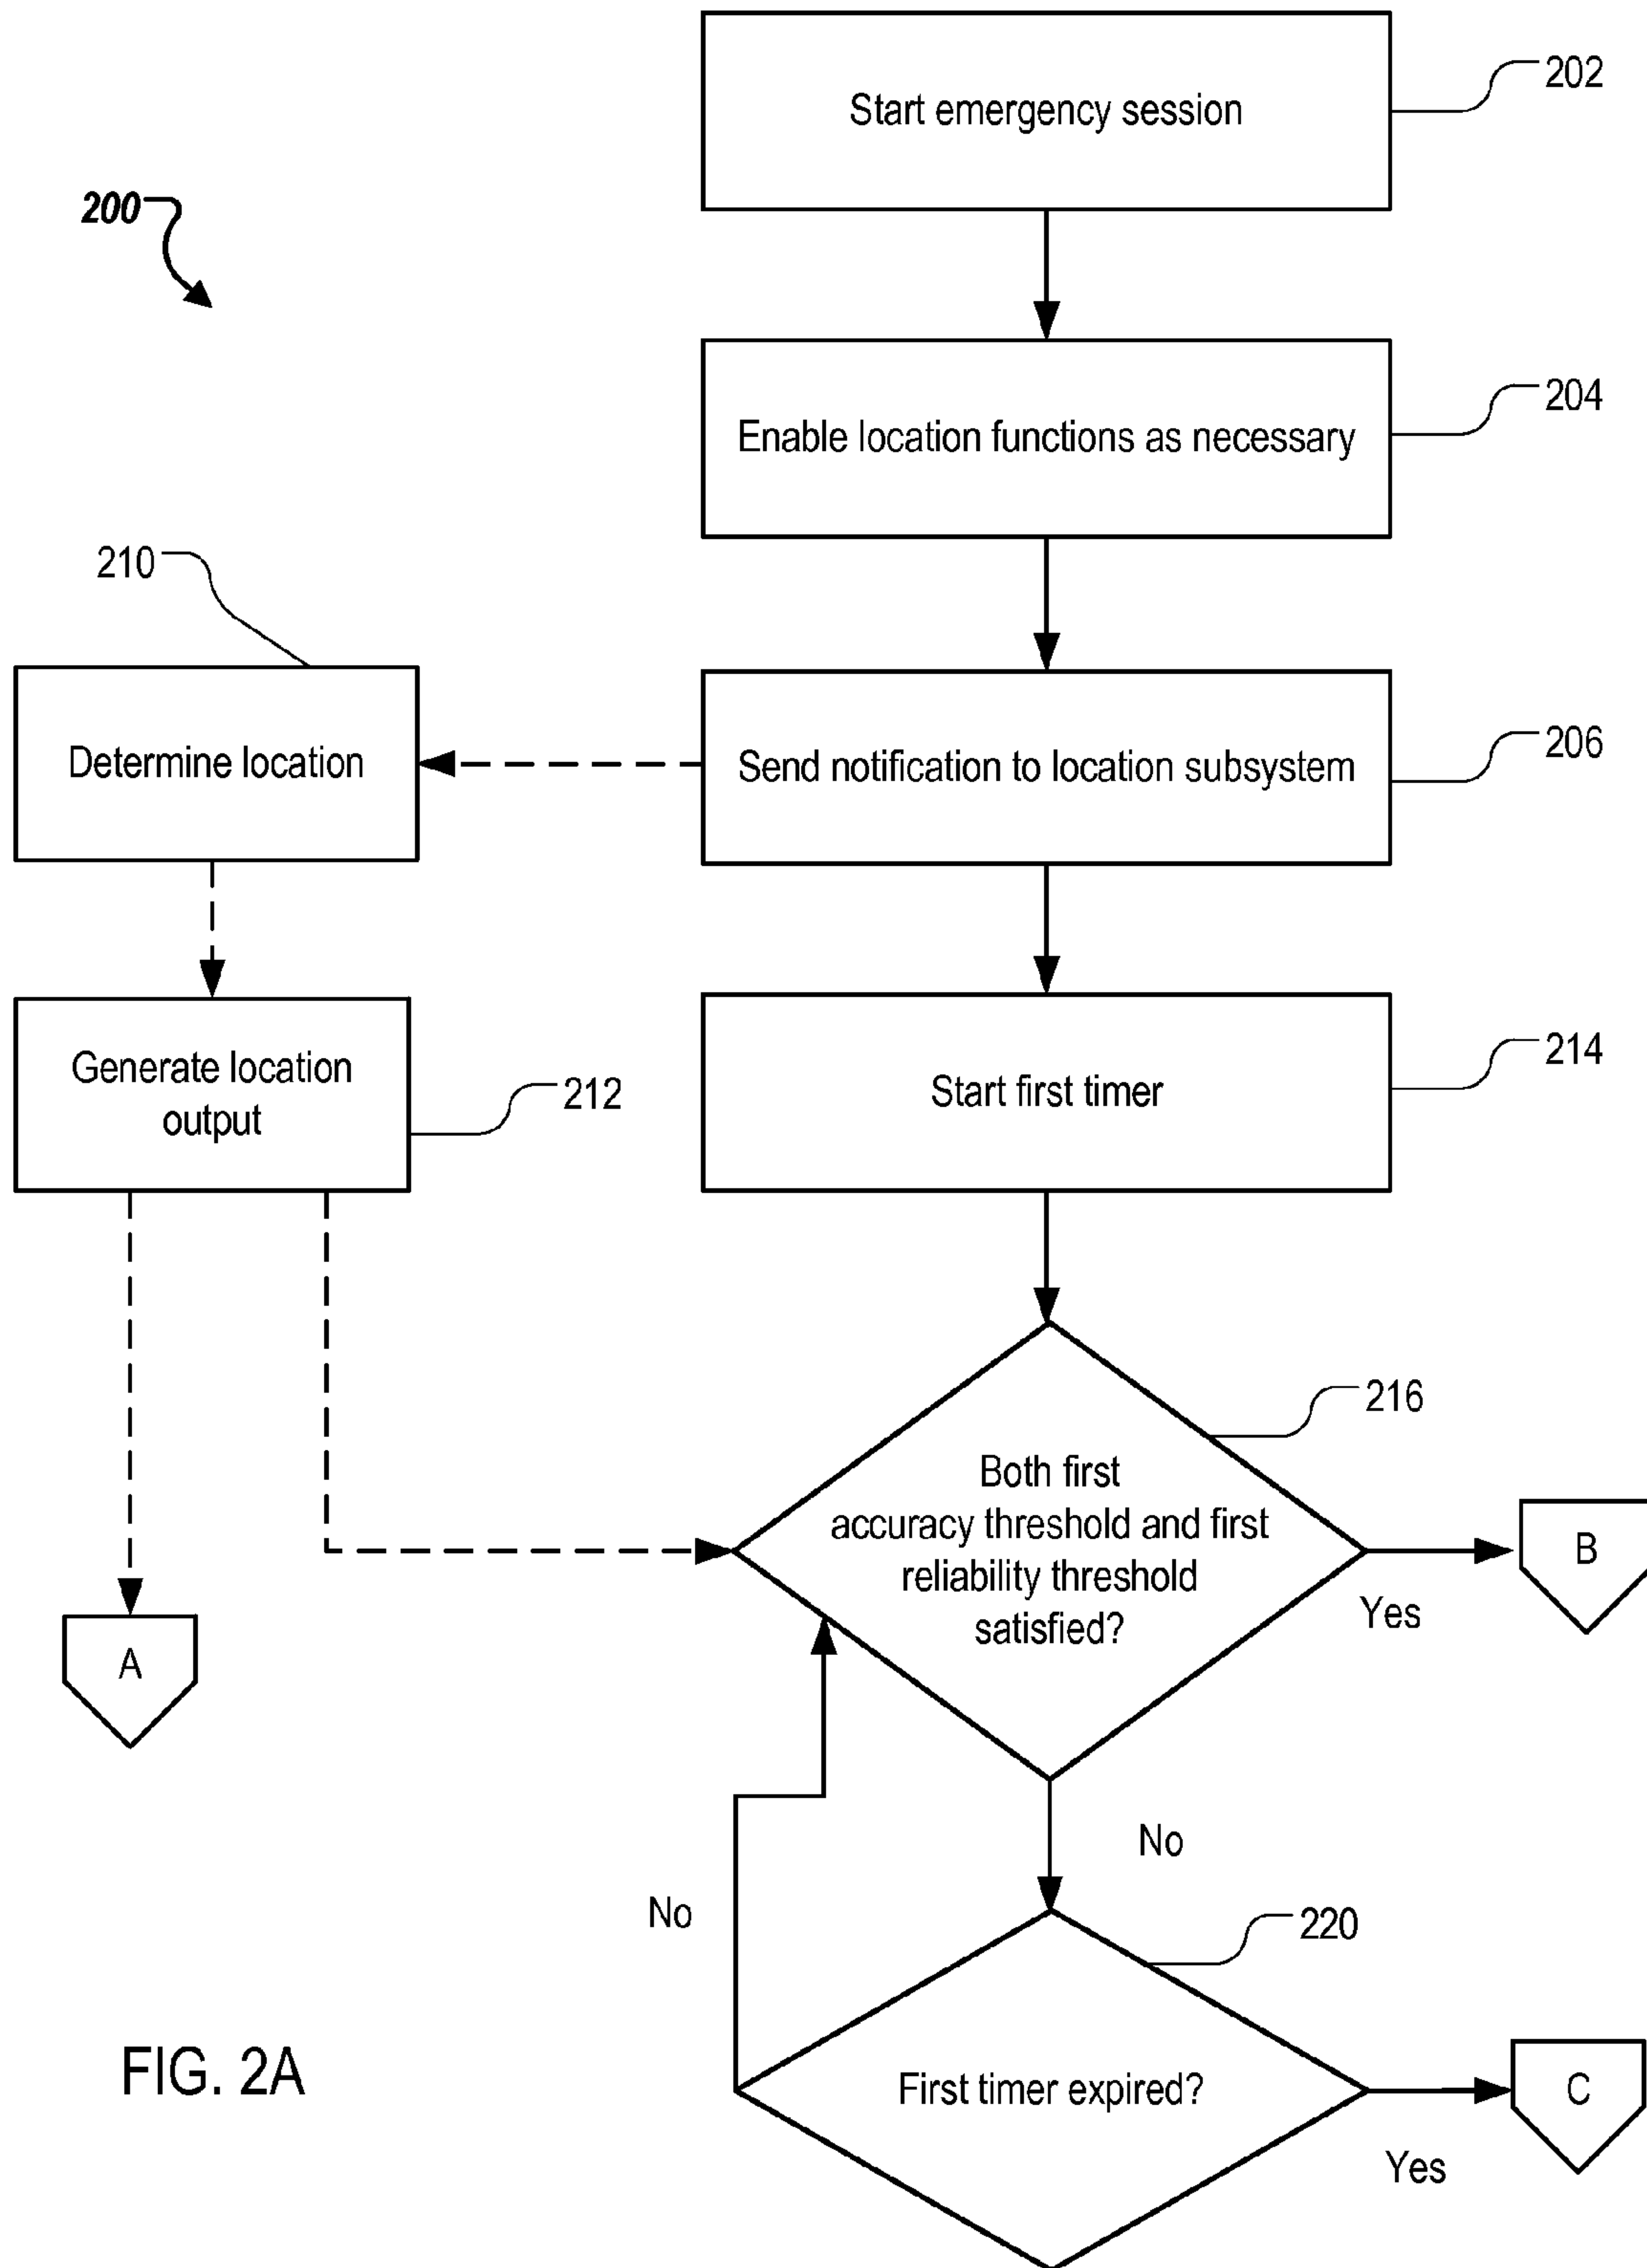 Start emergency session
202
200
Enable location functions as necessary
204
210
Determine location
Send notification to location subsystem
206
Generate location
output
212
Start first timer
214
216
Both first
accuracy threshold and first
reliability threshold
satisfied?
B
Yes
A
No
No
220
First timer expired?
C
Yes
FIG. 2A